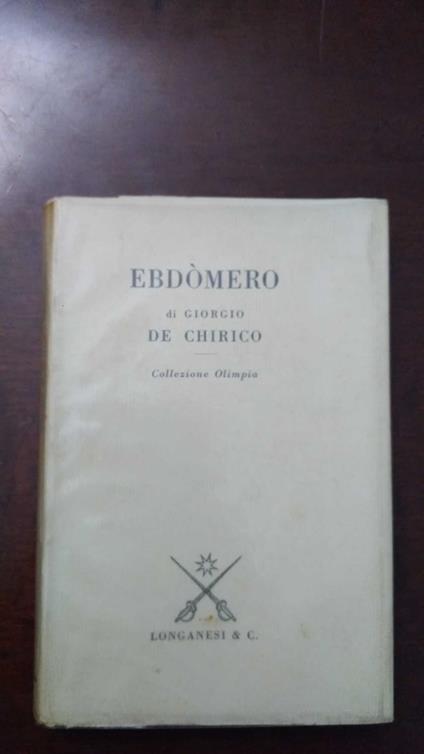 EBDÒMERO
di GIORGIO
DE CHIRICO
Collezione Olimpia
LONGANESI & C.